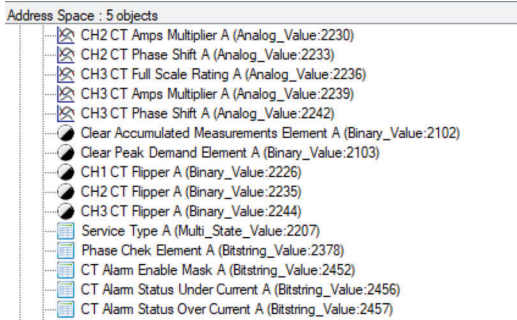 Address Space : 5 objects
CH2 CT Amps Multiplier A (Analog_Value:2230)
CH2 CT Phase Shift A (Analog_Value:2233)
CH3 CT Full Scale Rating A (Analog_Value:2236)
CH3 CT Amps Multiplier A (Analog_Value:2239)
CH3 CT Phase Shift A (Analog_Value:2242)
Clear Accumulated Measurements Element A (Binary_Value:2102)
Clear Peak Demand Element A (Binary_Value:2103)
CH1 CT Flipper A (Binary_Value:2226)
CH2 CT Flipper A (Binary_Value:2235)
CH3 CT Flipper A (Binary_Value:2244)
Service Type A (Multi_State_Value:2207)
Phase Chek Element A (Bitstring_Value:2378)
CT Alarm Enable Mask A (Bitstring_Value:2452)
CT Alarm Status Under Current A (Bitstring_Value:2456)
CT Alarm Status Over Current A (Bitstring_Value:2457)